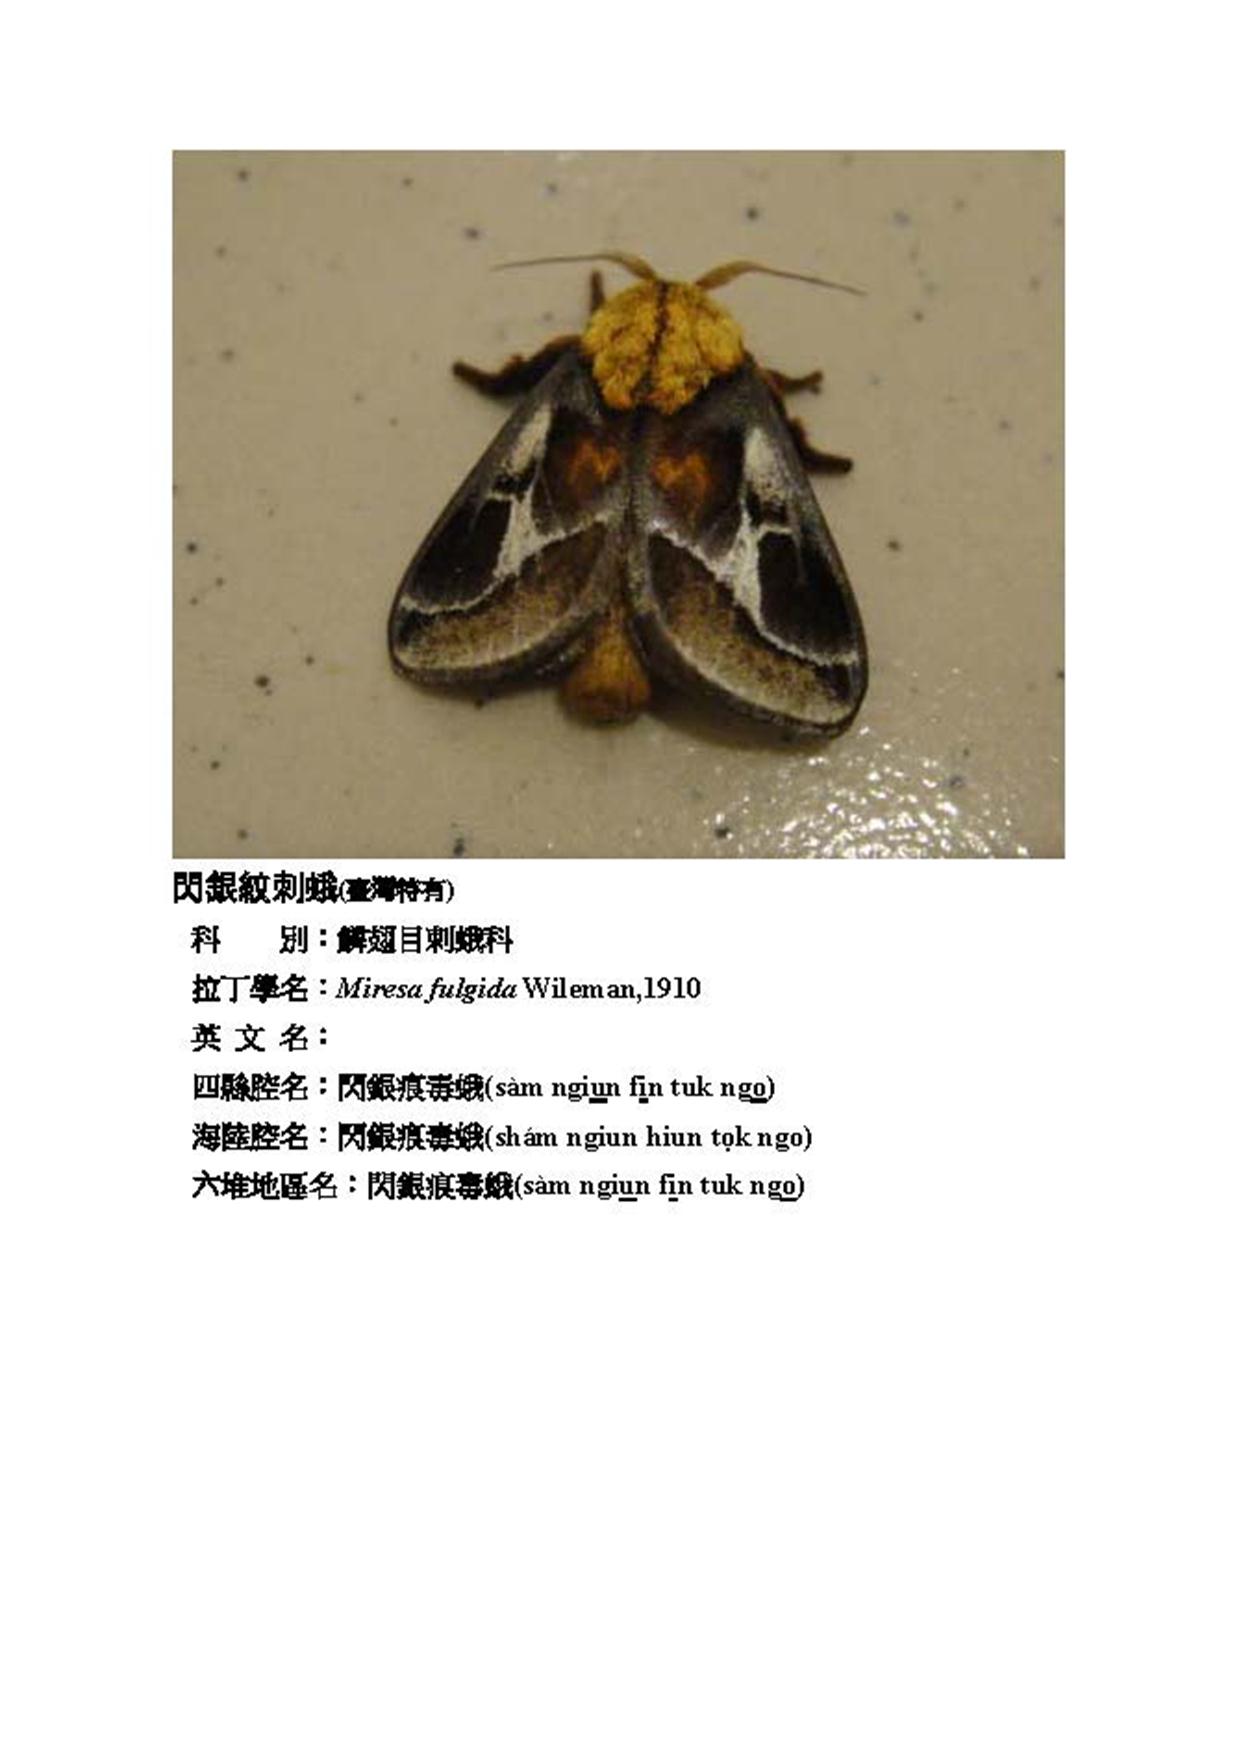 閃銀紋刺蛾(臺灣特有)
科 別：鱗翅目刺蛾科
拉丁學名：Miresa fulgida Wileman,1910
英 文 名：
四縣腔名：閃銀痕毒蛾(sàm ngiun fin tuk ngo)
海陸腔名：閃銀痕毒蛾(shám ngiun hiun tọk ngo)
六堆地區名：閃銀痕毒蛾(sàm ngiun fin tuk ngo)